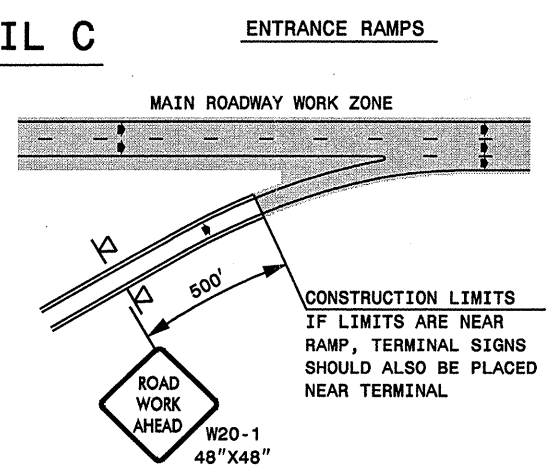 IL C
ENTRANCE RAMPS
MAIN ROADWAY WORK ZONE
500'
CONSTRUCTION LIMITS
IF LIMITS ARE NEAR
RAMP, TERMINAL SIGNS
SHOULD ALSO BE PLACED
NEAR TERMINAL
ROAD
WORK
AHEAD
W20-1
48"X48"